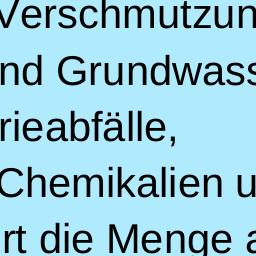 Verschmutzun
nd Grundwass
rieabfälle,
Chemikalien u
rt die Menge a